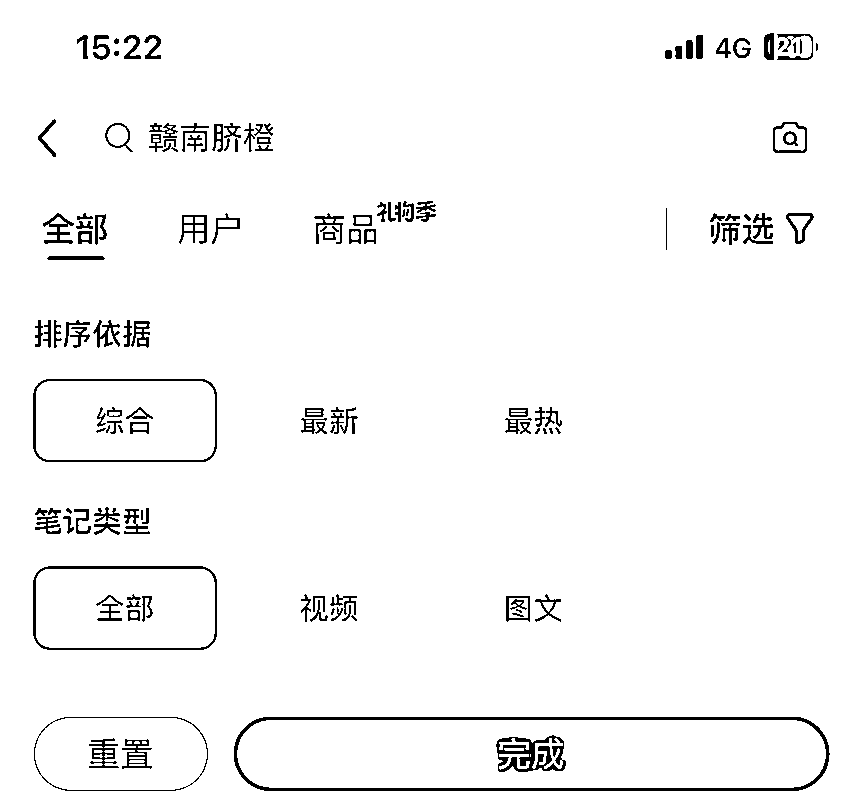 15:22 4G 21
赣南脐橙
全部 用户 商品 礼物季 筛选
排序依据
综合 最新 最热
笔记类型
全部 视频 图文
重置 完成